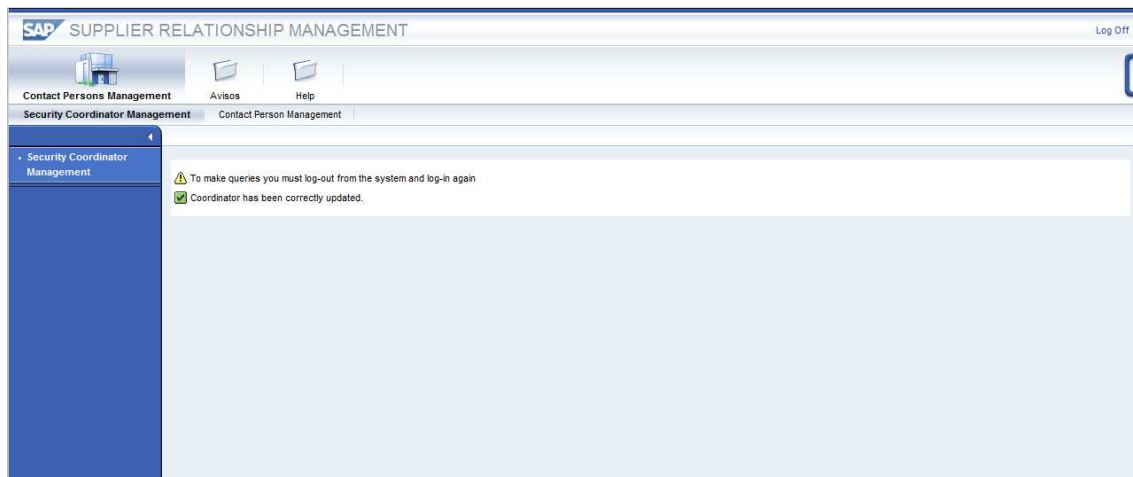 SAP SUPPLIER RELATIONSHIP MANAGEMENT
Log Off
Contact Persons Management Avisos Help
Security Coordinator Management Contact Person Management
• Security Coordinator
Management
To make queries you must log-out from the system and log-in again
Coordinator has been correctly updated.